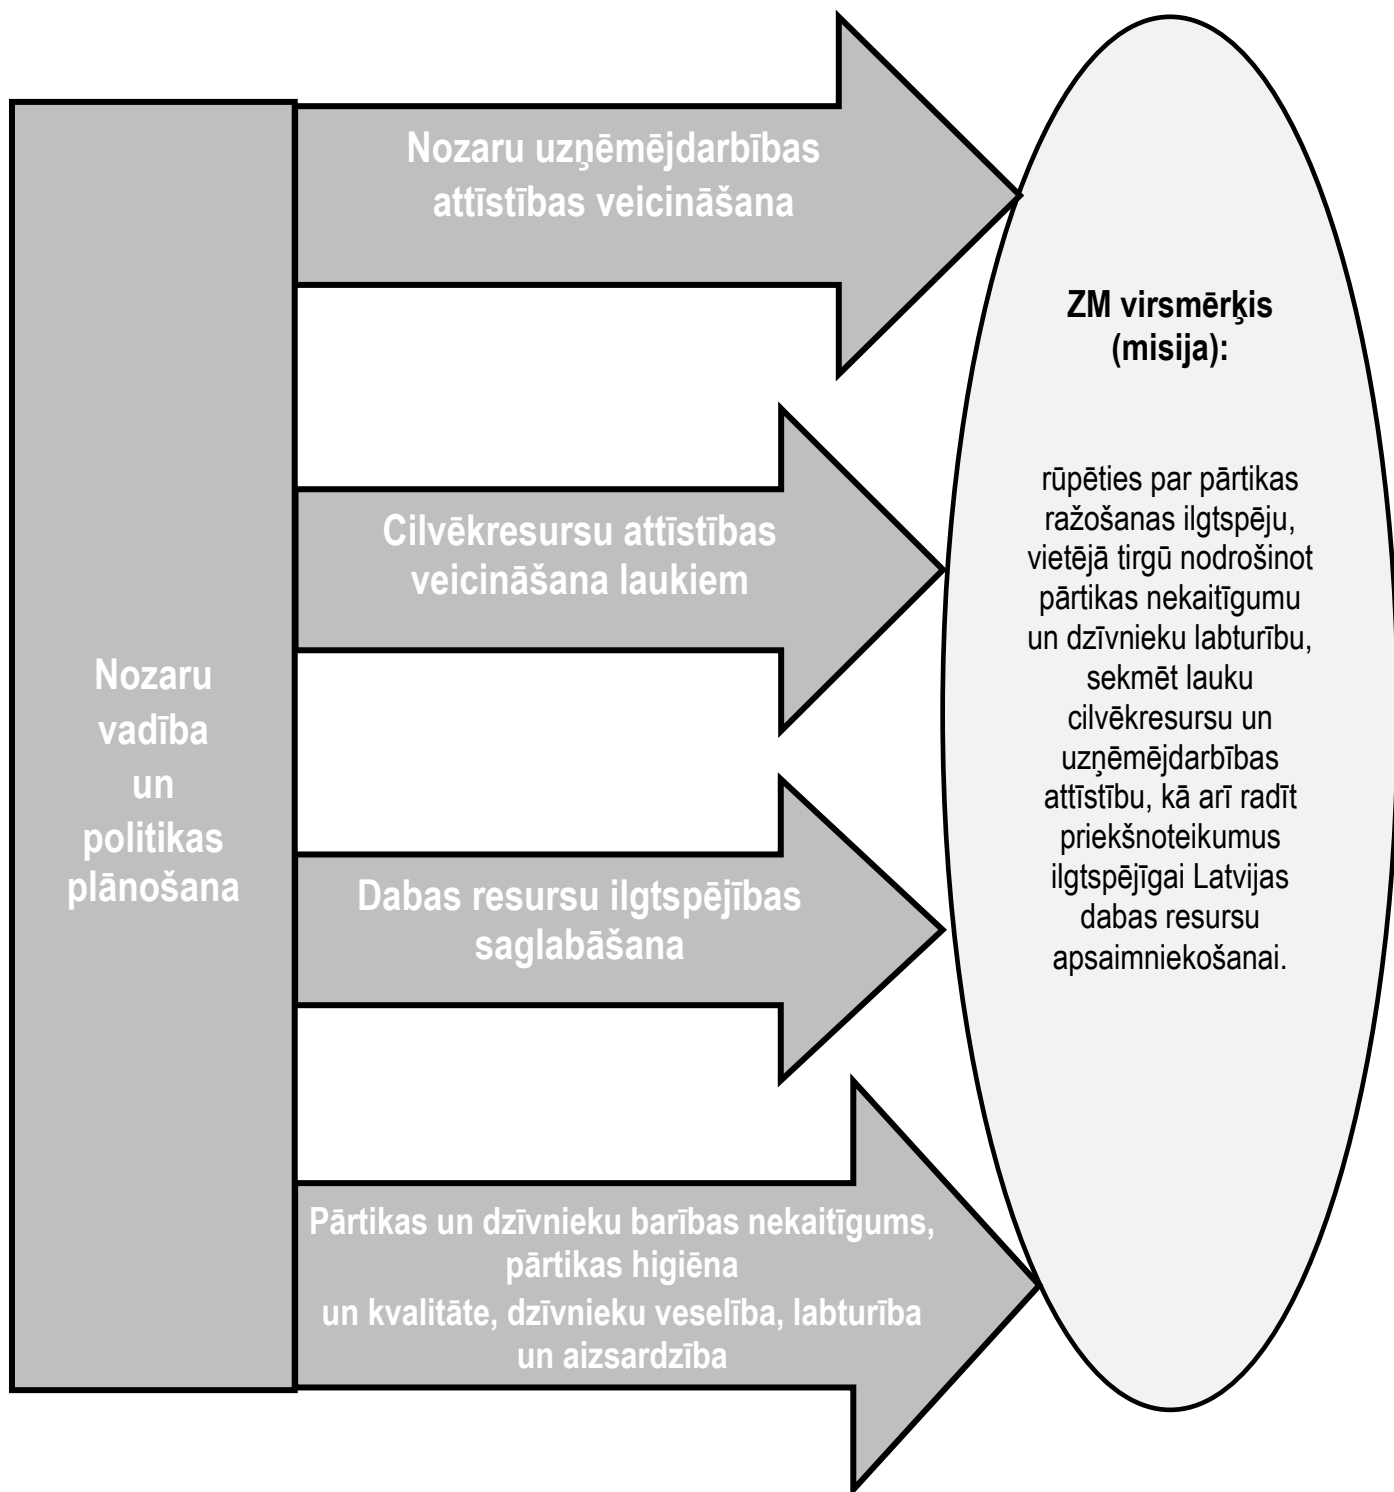 Nozaru
vadība
un
politikas
plānošana
Nozaru uzņēmējdarbības
attīstības veicināšana
Cilvēkresursu attīstības
veicināšana laukiem
Dabas resursu ilgtspējības
saglabāšana
Pārtikas un dzīvnieku barības nekaitīgums,
pārtikas higiēna
un kvalitāte, dzīvnieku veselība, labturība
un aizsardzība
ZM virsmērķis
(misija):
rūpēties par pārtikas
ražošanas ilgtspēju,
vietējā tirgū nodrošinot
pārtikas nekaitīgumu
un dzīvnieku labturību,
sekmēt lauku
cilvēkresursu un
uzņēmējdarbības
attīstību, kā arī radīt
priekšnoteikumus
ilgtspējīgai Latvijas
dabas resursu
apsaimniekošanai.